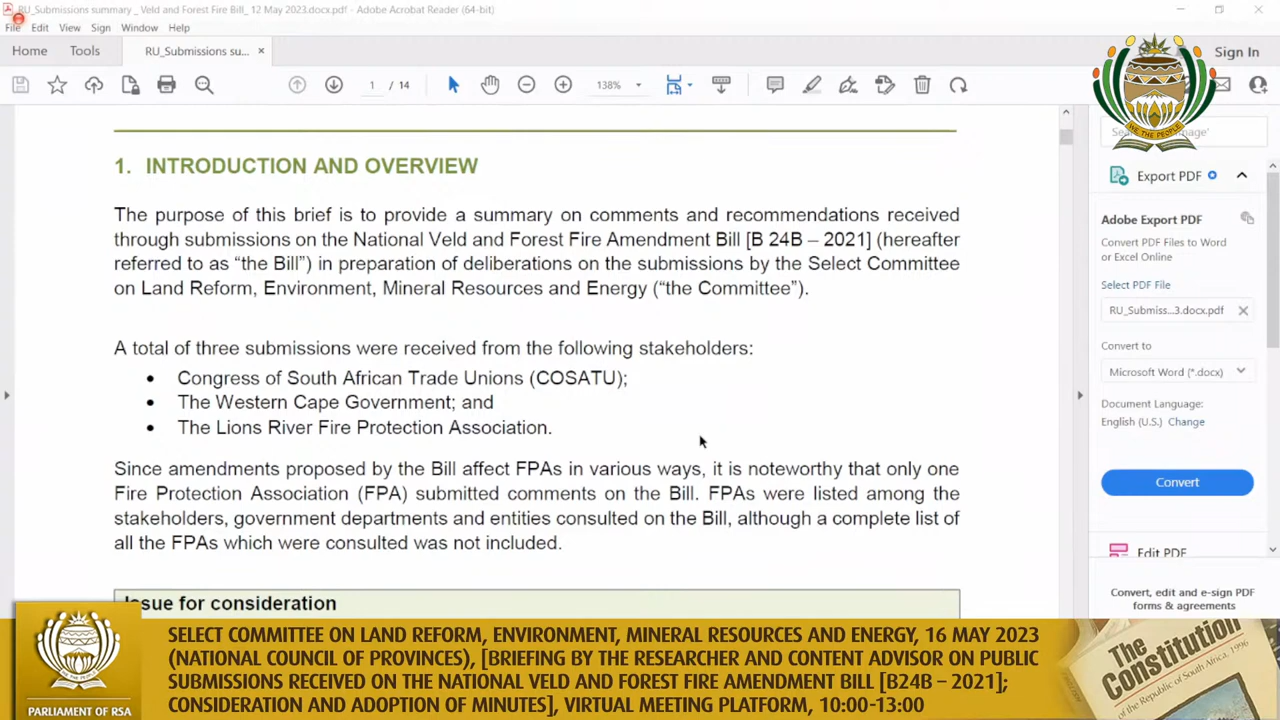 RU_Submissions summary _ Veld and Forest Fire Bill_ 12 May 2023.docx.pdf - Adobe Acrobat Reader (64-bit)
File Edit View Sign Window Help
Home Tools RU_Submissions su... × Sign In
1 / 14 138%
1. INTRODUCTION AND OVERVIEW
The purpose of this brief is to provide a summary on comments and recommendations received
through submissions on the National Veld and Forest Fire Amendment Bill [B 24B – 2021] (hereafter
referred to as “the Bill”) in preparation of deliberations on the submissions by the Select Committee
on Land Reform, Environment, Mineral Resources and Energy (“the Committee”).
A total of three submissions were received from the following stakeholders:
• Congress of South African Trade Unions (COSATU);
• The Western Cape Government; and
• The Lions River Fire Protection Association.
Since amendments proposed by the Bill affect FPAs in various ways, it is noteworthy that only one
Fire Protection Association (FPA) submitted comments on the Bill. FPAs were listed among the
stakeholders, government departments and entities consulted on the Bill, although a complete list of
all the FPAs which were consulted was not included.
Issue for consideration
WE THE PEOPLE
Export PDF
Adobe Export PDF
Convert PDF Files to Word
or Excel Online
Select PDF File
RU_Submiss...3.docx.pdf
Convert to
Microsoft Word (*.docx)
Document Language:
English (U.S.) Change
Convert
Edit PDF
Convert, edit and e-sign PDF
forms & agreements
SELECT COMMITTEE ON LAND REFORM, ENVIRONMENT, MINERAL RESOURCES AND ENERGY, 16 MAY 2023
(NATIONAL COUNCIL OF PROVINCES), [BRIEFING BY THE RESEARCHER AND CONTENT ADVISOR ON PUBLIC
SUBMISSIONS RECEIVED ON THE NATIONAL VELD AND FOREST FIRE AMENDMENT BILL [B24B – 2021];
CONSIDERATION AND ADOPTION OF MINUTES], VIRTUAL MEETING PLATFORM, 10:00-13:00
PARLIAMENT OF RSA
The
Constitution
of the Republic of South Africa, 1996